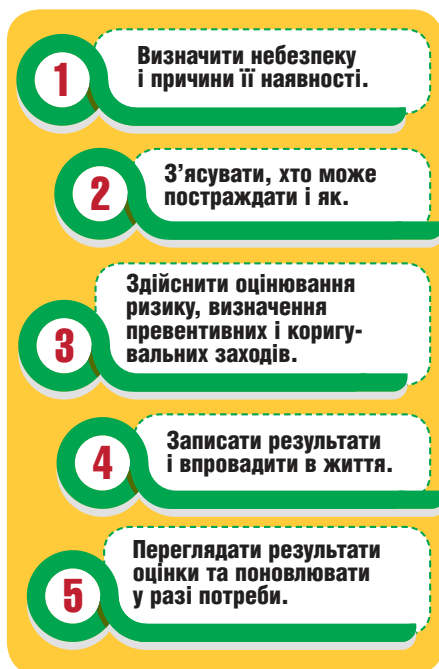 1
Визначити небезпеку
і причини її наявності.
2
З’ясувати, хто може
постраждати і як.
3
Здійснити оцінювання
ризику, визначення
превентивних і коригу-
вальних заходів.
4
Записати результати
і впровадити в життя.
5
Переглядати результати
оцінки та поновлювати
у разі потреби.